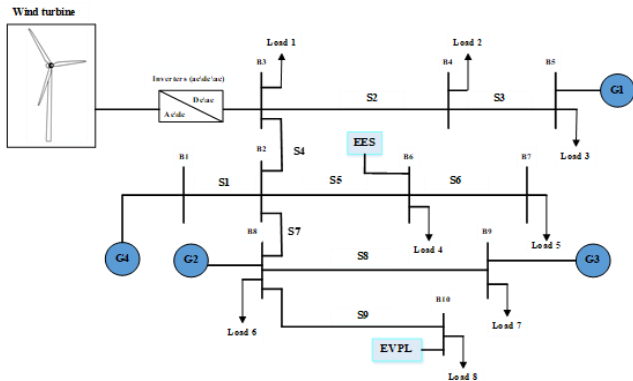 Wind turbine
Inverters (ac\dc\ac)
Dc\ac
Ac\dc
B3
Load 1
S2
B4
Load 2
S3
B5
G1
Load 3
S4
EES
B1
S1
B2
S5
B6
S6
B7
Load 4
Load 5
G4
G2
B8
S7
S8
B9
G3
Load 6
Load 7
S9
B10
EVPL
Load 8